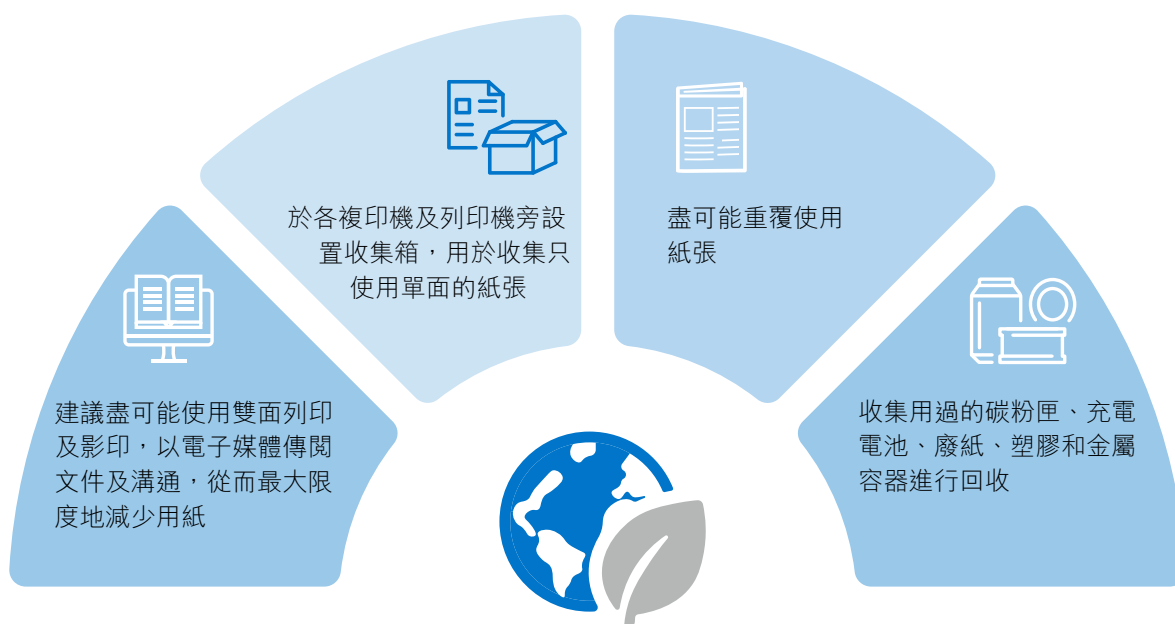 於各複印機及列印機旁設
置收集箱，用於收集只
使用單面的紙張
盡可能重覆使用
紙張
建議盡可能使用雙面列印
及影印，以電子媒體傳閱
文件及溝通，從而最大限
度地減少用紙
收集用過的碳粉匣、充電
電池、廢紙、塑膠和金屬
容器進行回收